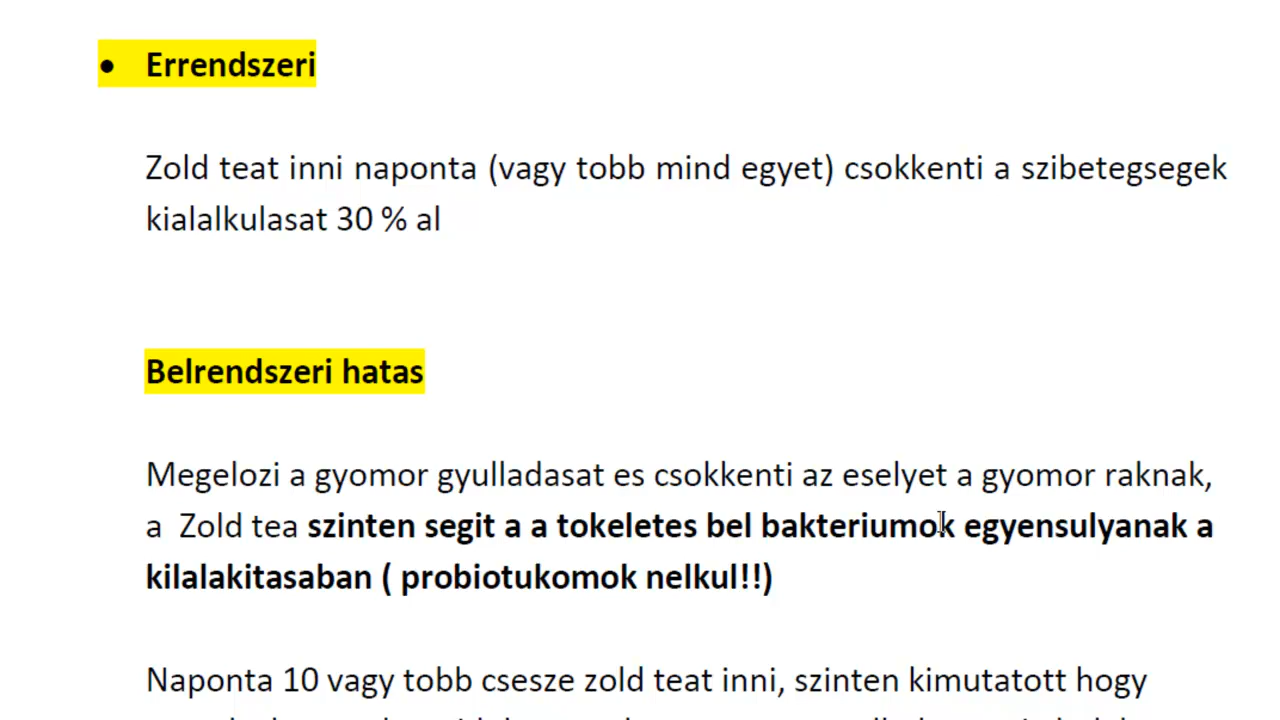 • Errendszeri
Zold teat inni naponta (vagy tobb mind egyet) csokkenti a szibetegsegek
kialalkulasat 30 % al
Belrendszeri hatas
Megelozi a gyomor gyulladasat es csokkenti az eselyet a gyomor raknak,
a  Zold tea szinten segit a a tokeletes bel bakteriumok egyensulyanak a
kilalakitasaban ( probiotukomok nelkul!!)
Naponta 10 vagy tobb csesze zold teat inni, szinten kimutatott hogy